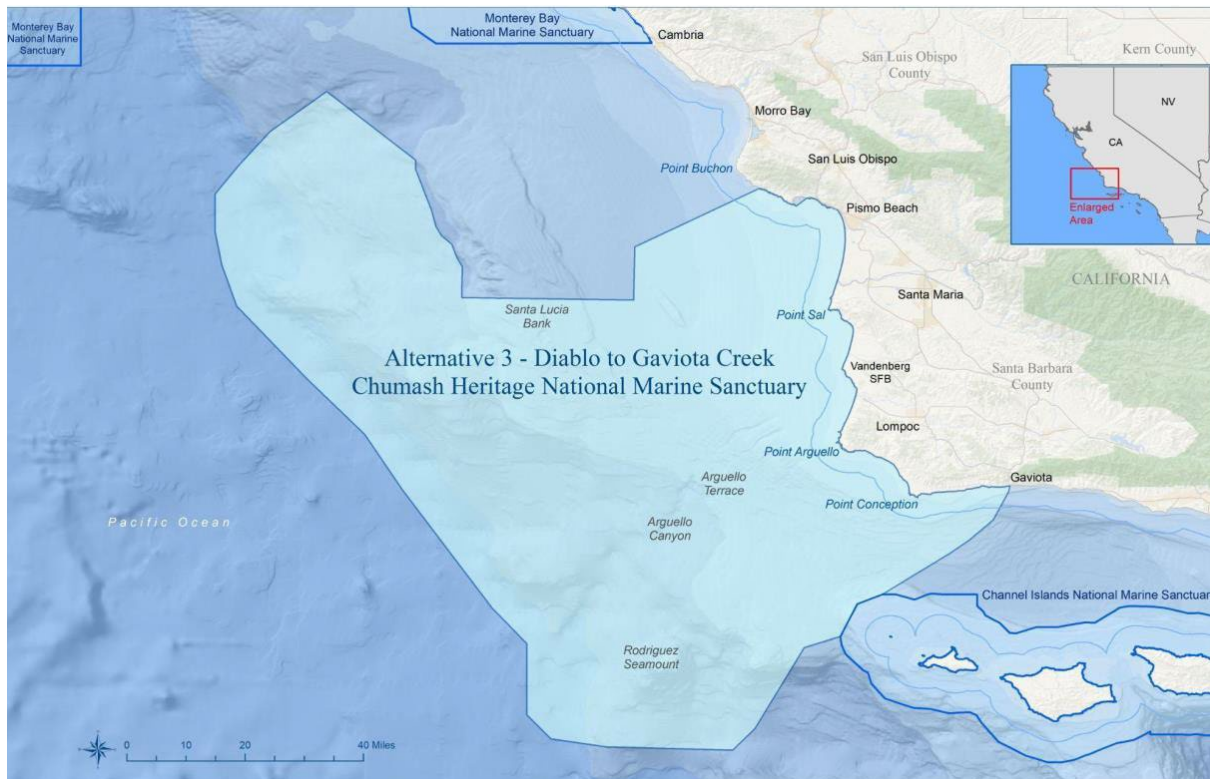 Monterey Bay
National Marine
Sanctuary
Monterey Bay
National Marine Sanctuary
Cambria
San Luis Obispo
County
Kern County
NV
CA
Enlarged
Area
Morro Bay
San Luis Obispo
Point Buchon
Pismo Beach
CALIFORNIA
Santa Maria
Santa Lucia
Bank
Point Sal
Alternative 3 - Diablo to Gaviota Creek
Chumash Heritage National Marine Sanctuary
Vandenberg
SFB
Santa Barbara
County
Lompoc
Point Arguello
Arguello
Terrace
Gaviota
Point Conception
Pacific Ocean
Arguello
Canyon
Channel Islands National Marine Sanctuary
Rodriguez
Seamount
0 10 20 40 Miles